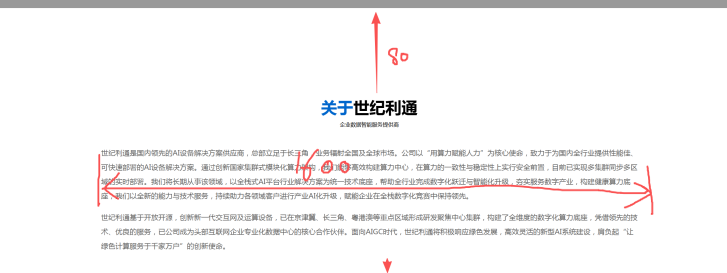 80
关于世纪利通
企业数据智能服务提供商
世纪利通是国内领先的AI设备解决方案供应商，总部立足于长三角，业务辐射全国及全球市场。公司以“用算力赋能人力”为核心使命，致力于为国内全行业提供性能佳、
可快速部署的AI设备解决方案。通过创新国家集群式模块化算力架构，我们能够高效构建算力中心，在算力的一致性与稳定性上实行安全前置，目前已实现多集群同步多区
域的实时部署。我们将长期从事该领域，以全栈式AI平台行业解决方案为统一技术底座，帮助全行业完成数字化跃迁与智能化升级，夯实服务数字产业，构建健康算力底
座，我们以全新的能力与技术服务，持续助力各领域客户进行产业AI化升级，赋能企业在全栈数字化竞赛中保持领先。
1600
世纪利通基于开放开源，创新新一代交互网及运算设备，已在京津冀、长三角、粤港澳等重点区域形成研发聚焦中心集群，构建了全维度的数字化算力底座，凭借领先的技
术、优良的服务，已公司成为头部互联网企业专业化数据中心的核心合作伙伴。面向AIGC时代，世纪利通将积极响应绿色发展，高效灵活的新型AI系统建设，肩负起“让
绿色计算服务于千家万户”的创新使命。